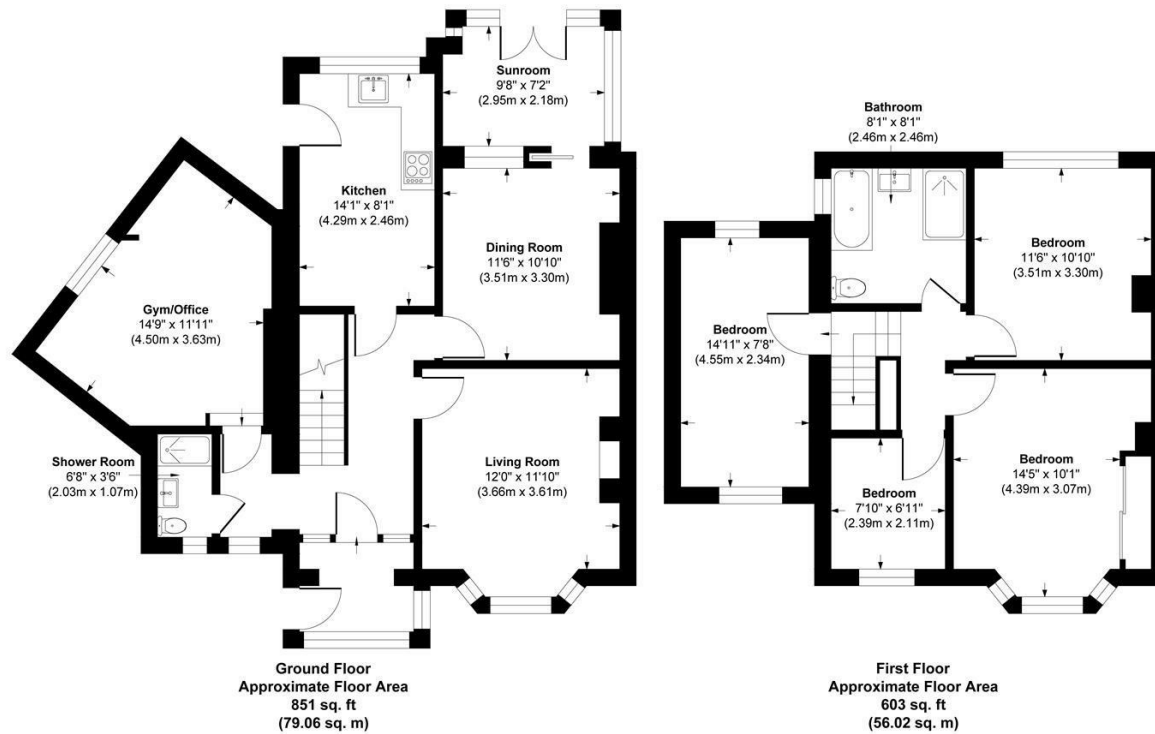 Sunroom
9'8" x 7'2"
(2.95m x 2.18m)
Kitchen
14'1" x 8'1"
(4.29m x 2.46m)
Dining Room
11'6" x 10'10"
(3.51m x 3.30m)
Gym/Office
14'9" x 11'11"
(4.50m x 3.63m)
Shower Room
6'8" x 3'6"
(2.03m x 1.07m)
Living Room
12'0" x 11'10"
(3.66m x 3.61m)
Ground Floor
Approximate Floor Area
851 sq. ft
(79.06 sq. m)
Bathroom
8'1" x 8'1"
(2.46m x 2.46m)
Bedroom
11'6" x 10'10"
(3.51m x 3.30m)
Bedroom
14'11" x 7'8"
(4.55m x 2.34m)
Bedroom
14'5" x 10'1"
(4.39m x 3.07m)
Bedroom
7'10" x 6'11"
(2.39m x 2.11m)
First Floor
Approximate Floor Area
603 sq. ft
(56.02 sq. m)